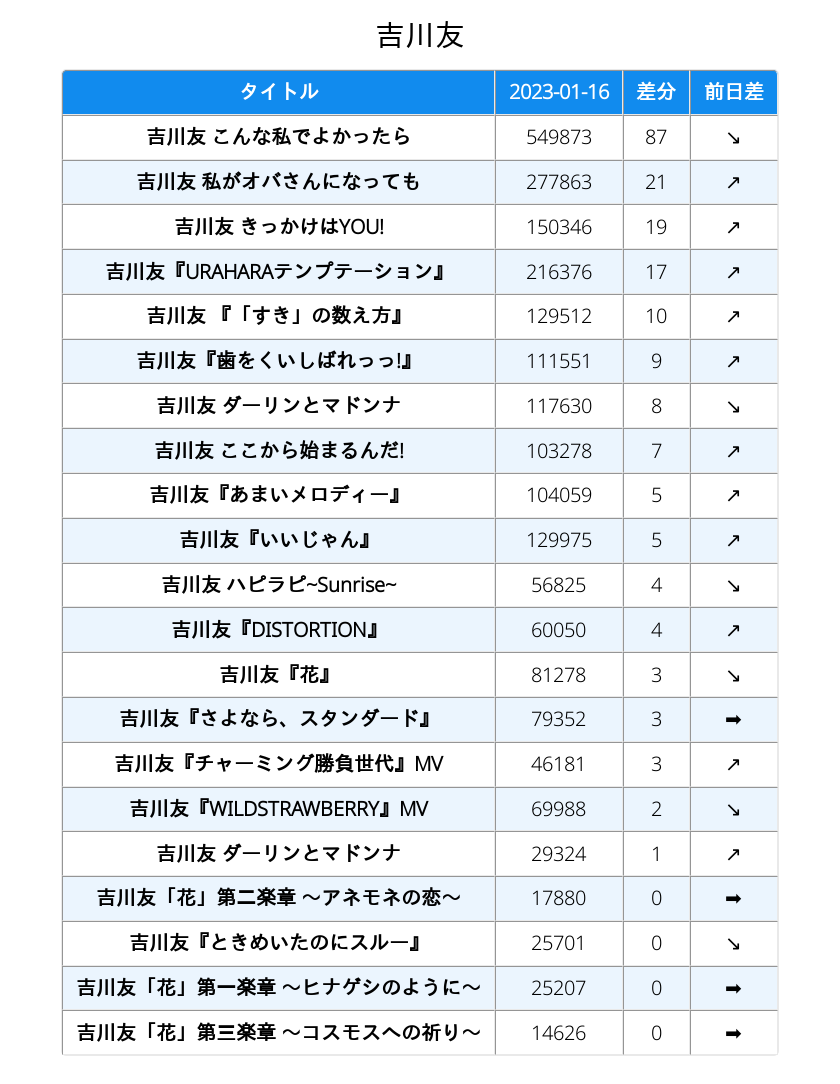 吉川友
タイトル 2023-01-16 差分 前日差
吉川友 こんな私でよかったら 549873 87 ↘
吉川友 私がオバさんになっても 277863 21 ↗
吉川友 きっかけはYOU! 150346 19 ↗
吉川友『URAHARAテンプテーション』 216376 17 ↗
吉川友 『「すき」の数え方』 129512 10 ↗
吉川友『歯をくいしばれっっ!』 111551 9 ↗
吉川友 ダーリンとマドンナ 117630 8 ↘
吉川友 ここから始まるんだ! 103278 7 ↗
吉川友『あまいメロディー』 104059 5 ↗
吉川友『いいじゃん』 129975 5 ↗
吉川友 ハピラピ~Sunrise~ 56825 4 ↘
吉川友『DISTORTION』 60050 4 ↗
吉川友『花』 81278 3 ↘
吉川友『さよなら、スタンダード』 79352 3 ➡
吉川友『チャーミング勝負世代』MV 46181 3 ↗
吉川友『WILDSTRAWBERRY』MV 69988 2 ↘
吉川友 ダーリンとマドンナ 29324 1 ↗
吉川友「花」第二楽章 〜アネモネの恋〜 17880 0 ➡
吉川友『ときめいたのにスルー』 25701 0 ↘
吉川友「花」第一楽章 〜ヒナゲシのように〜 25207 0 ➡
吉川友「花」第三楽章 〜コスモスへの祈り〜 14626 0 ➡